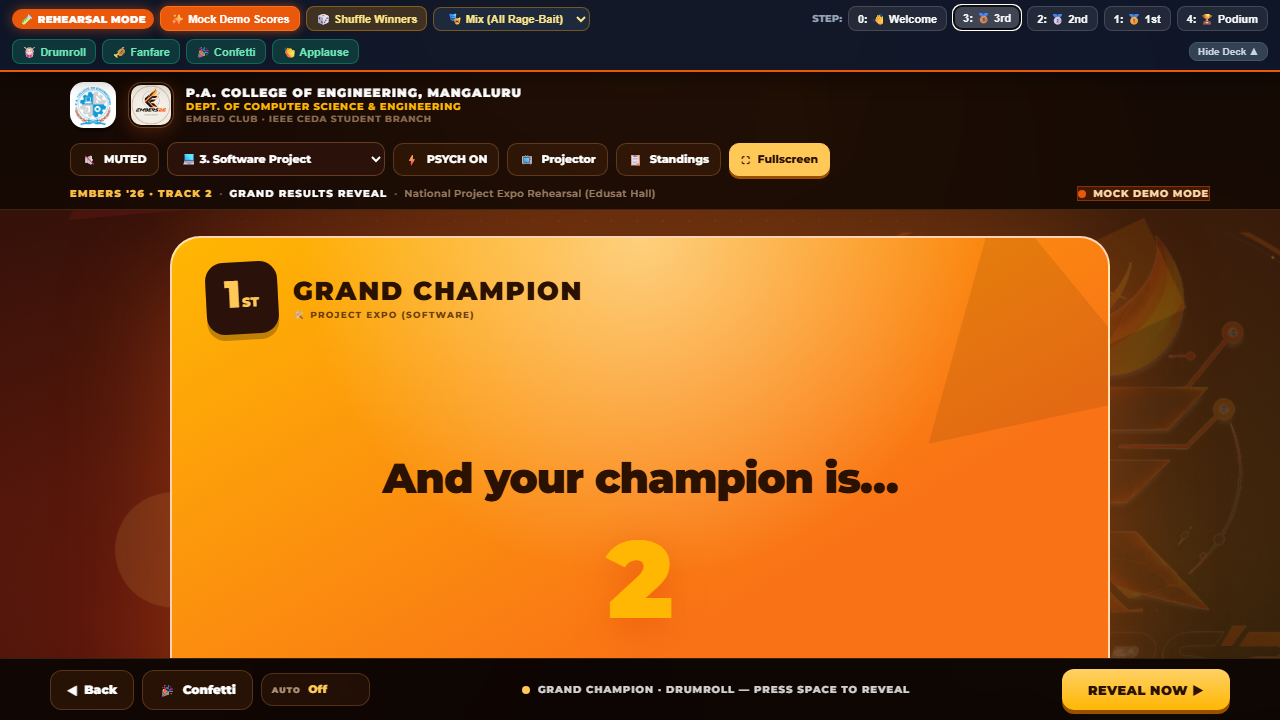 REHEARSAL MODE
Mock Demo Scores
Shuffle Winners
Mix (All Rage-Bait)
STEP:
0: Welcome
3: 3rd
2: 2nd
1: 1st
4: Podium
Drumroll
Fanfare
Confetti
Applause
Hide Deck ▲
P.A. COLLEGE OF ENGINEERING, MANGALURU
DEPT. OF COMPUTER SCIENCE & ENGINEERING
EMBED CLUB · IEEE CEDA STUDENT BRANCH
MUTED
3. Software Project
PSYCH ON
Projector
Standings
Fullscreen
EMBERS '26 • TRACK 2 · GRAND RESULTS REVEAL · National Project Expo Rehearsal (Edusat Hall)
MOCK DEMO MODE
1ST
GRAND CHAMPION
PROJECT EXPO (SOFTWARE)
And your champion is...
2
◀ Back
Confetti
AUTO Off
GRAND CHAMPION · DRUMROLL — PRESS SPACE TO REVEAL
REVEAL NOW ▶